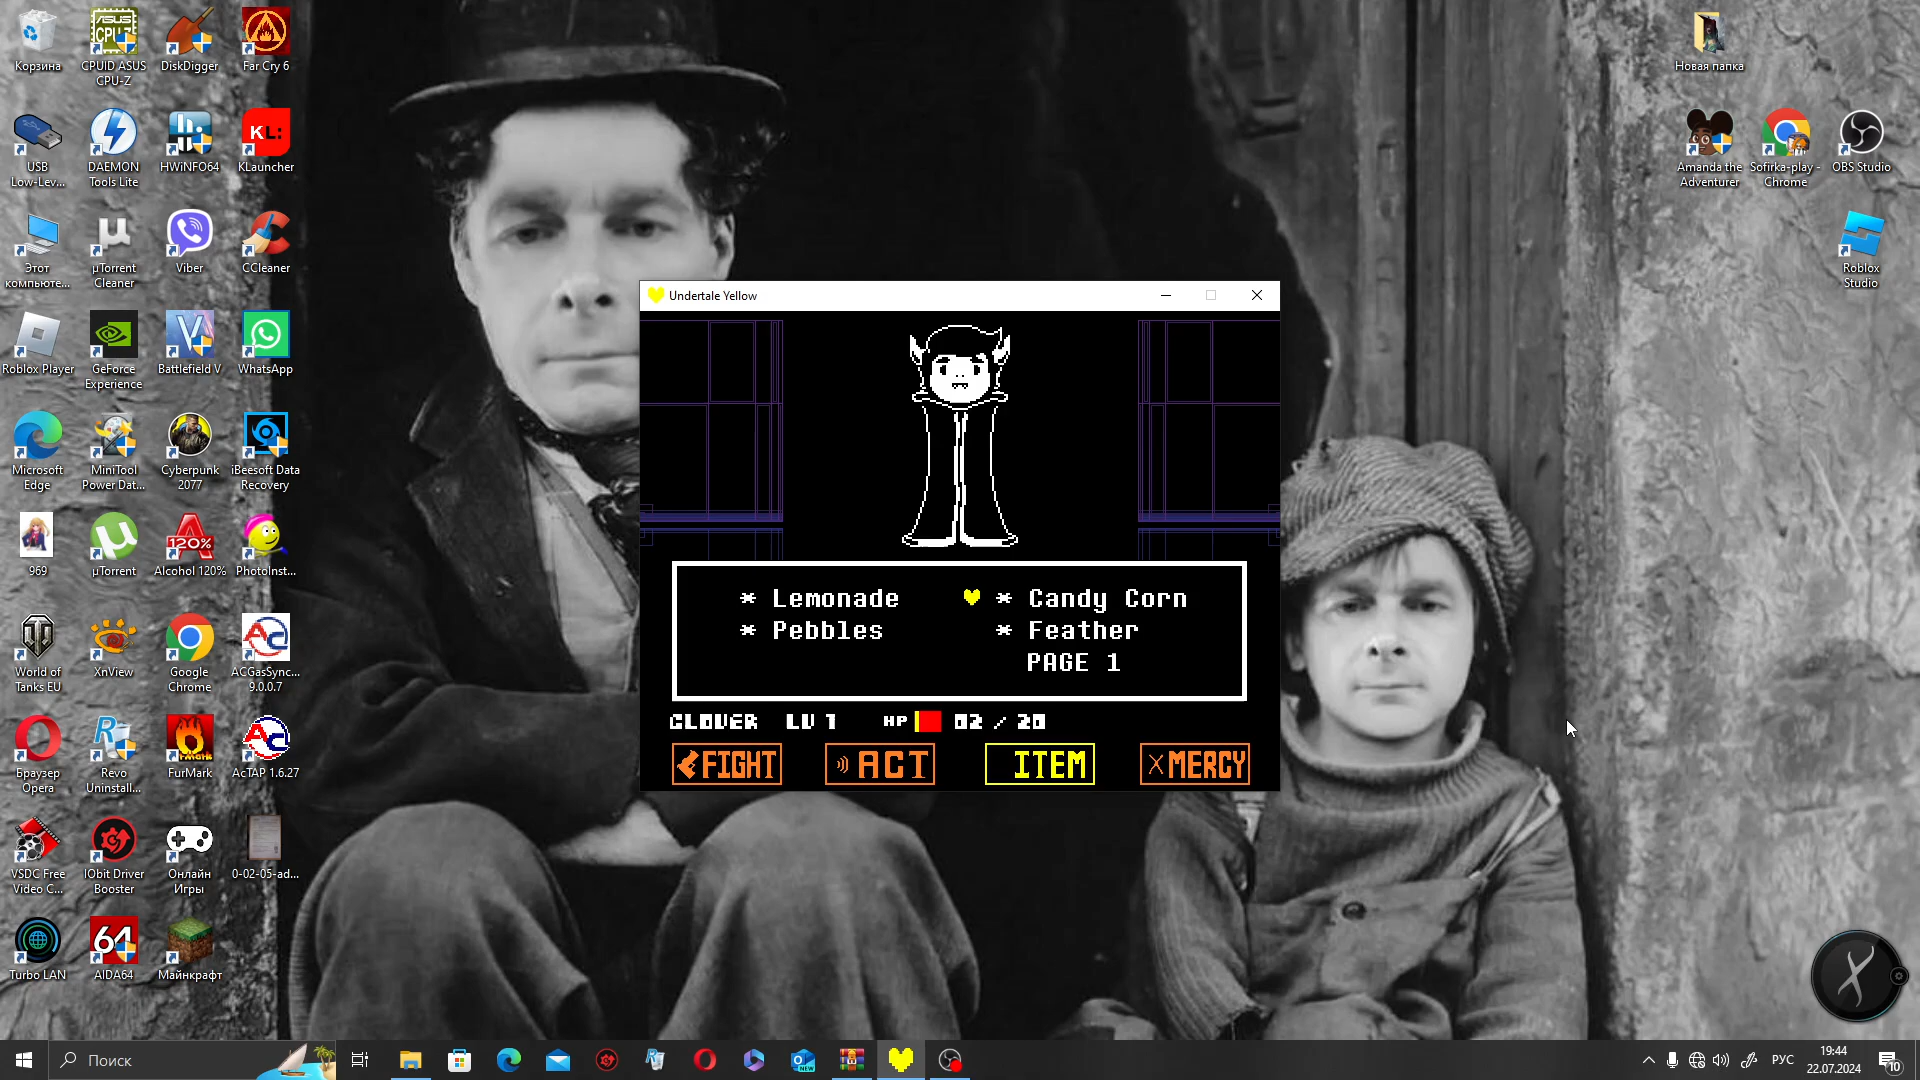 Корзина
CPUID ASUS
CPU-Z
DiskDigger
Far Cry 6
USB
Low-Lev...
DAEMON
Tools Lite
HWiNFO64
KLauncher
Этот
компьюте...
µTorrent
Cleaner
Viber
CCleaner
Roblox Player
GeForce
Experience
Battlefield V
WhatsApp
Microsoft
Edge
MiniTool
Power Dat...
Cyberpunk
2077
iBeesoft Data
Recovery
969
µTorrent
Alcohol 120%
PhotoInst...
World of
Tanks EU
XnView
Google
Chrome
ACGasSync...
9.0.0.7
Браузер
Opera
Revo
Uninstall...
FurMark
AcTAP 1.6.27
VSDC Free
Video C...
IObit Driver
Booster
Онлайн
Игры
0-02-05-ad...
Turbo LAN
AIDA64
Майнкрафт
Новая папка
Amanda the
Adventurer
Sofirka-play -
Chrome
OBS Studio
Roblox
Studio
Undertale Yellow
* Lemonade
* Candy Corn
* Pebbles
* Feather
PAGE 1
CLOVER LV 1 HP 02 / 20
FIGHT ACT ITEM MERCY
Поиск
РУС
19:44
22.07.2024
10